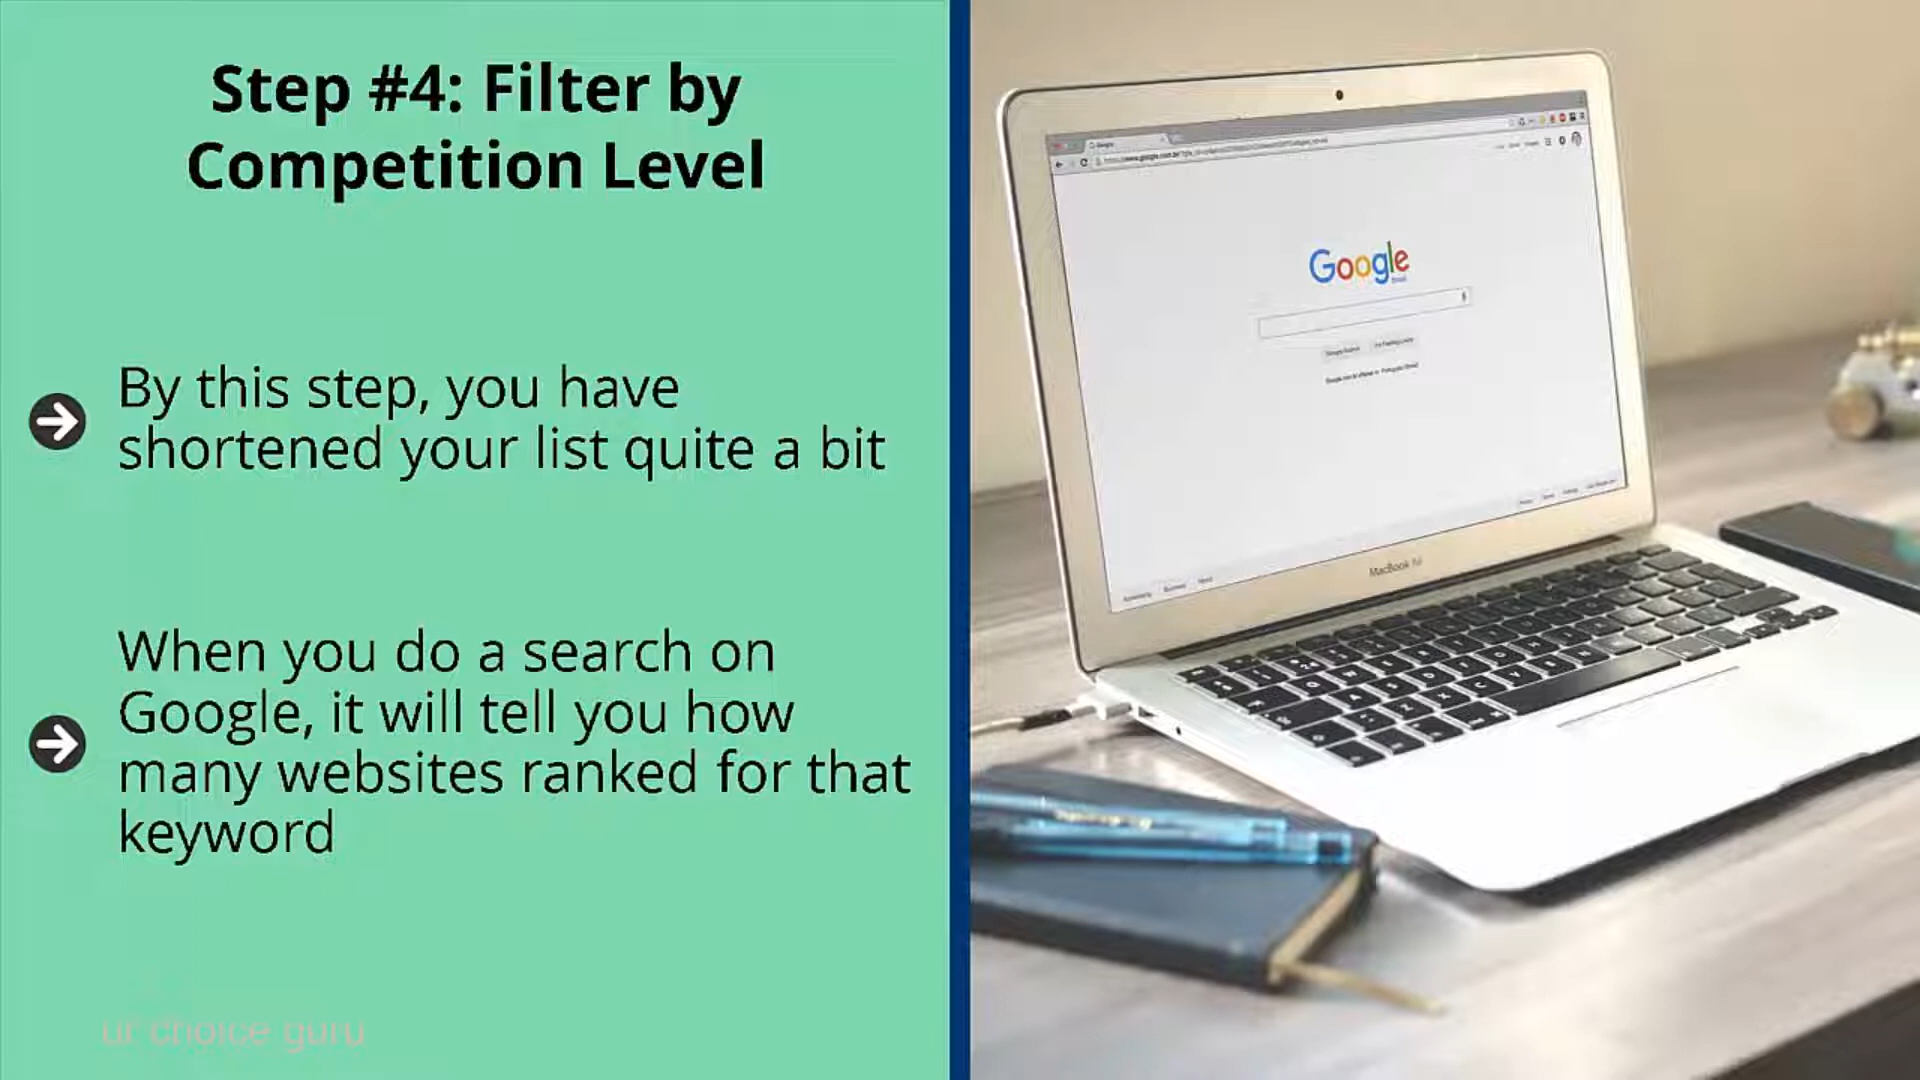 Step #4: Filter by
Competition Level
By this step, you have
shortened your list quite a bit
When you do a search on
Google, it will tell you how
many websites ranked for that
keyword
ur choice guru
Google
MacBook Air